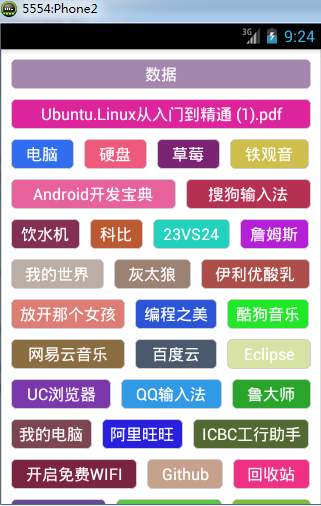 5554:Phone2
3G 9:24
数据
Ubuntu.Linux从入门到精通 (1).pdf
电脑 硬盘 草莓 铁观音
Android开发宝典 搜狗输入法
饮水机 科比 23VS24 詹姆斯
我的世界 灰太狼 伊利优酸乳
放开那个女孩 编程之美 酷狗音乐
网易云音乐 百度云 Eclipse
UC浏览器 QQ输入法 鲁大师
我的电脑 阿里旺旺 ICBC工行助手
开启免费WIFI Github 回收站